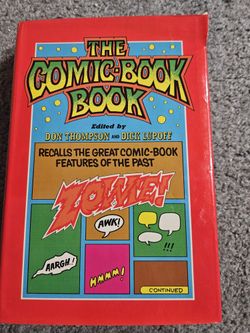 THE
COMIC-BOOK
BOOK
Edited by
DON THOMPSON AND DICK LUPOFF
RECALLS THE GREAT COMIC-BOOK
FEATURES OF THE PAST
ZOWIE!
AWK!
!!!
AARGH!
HMMM!
CONTINUED